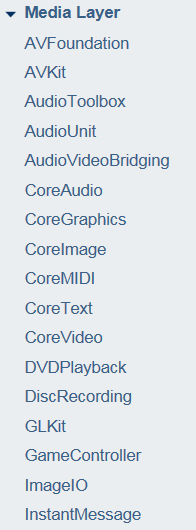 Media Layer
AVFoundation
AVKit
AudioToolbox
AudioUnit
AudioVideoBridging
CoreAudio
CoreGraphics
CoreImage
CoreMIDI
CoreText
CoreVideo
DVDPlayback
DiscRecording
GLKit
GameController
ImageIO
InstantMessage